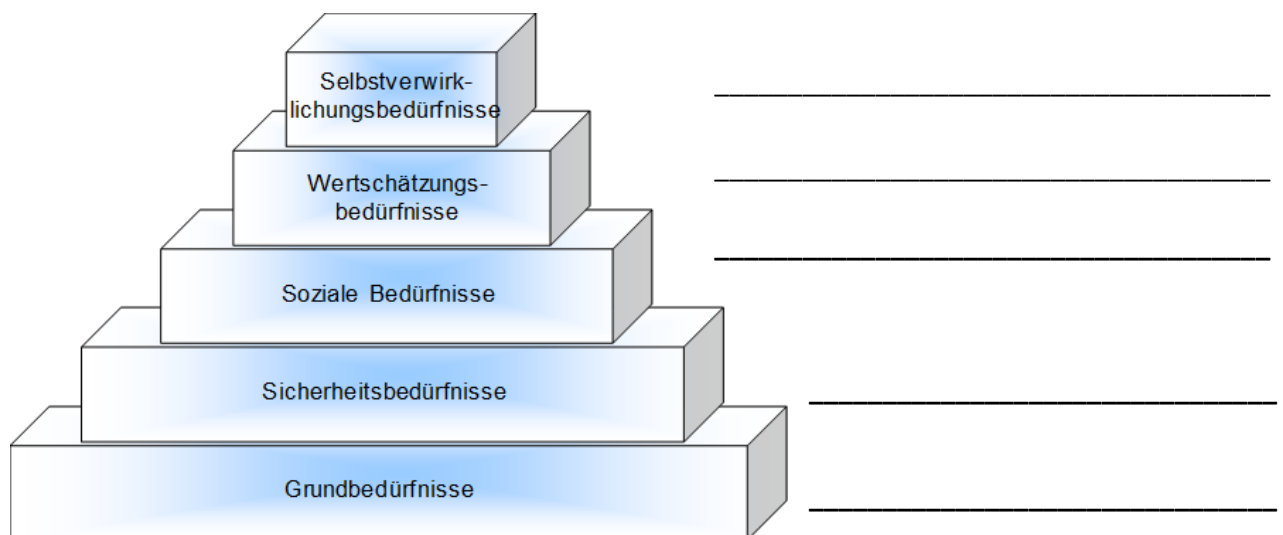 Selbstverwirk-
lichungsbedürfnisse
Wertschätzungs-
bedürfnisse
Soziale Bedürfnisse
Sicherheitsbedürfnisse
Grundbedürfnisse